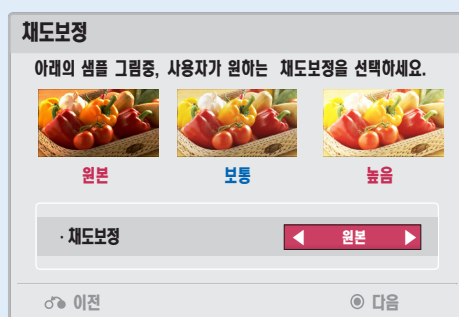 채도보정
아래의 샘플 그림중, 사용자가 원하는 채도보정을 선택하세요.
원본 보통 높음
· 채도보정 ◀ 원본 ▶
이전 ◉ 다음